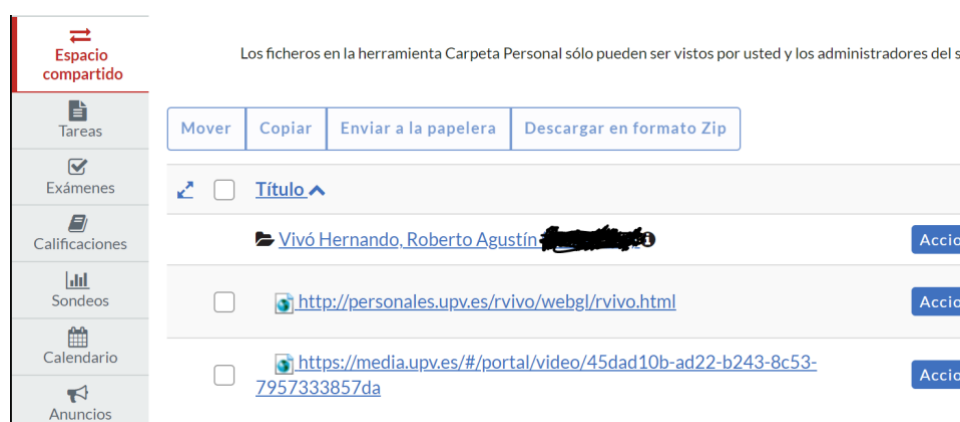 Espacio
compartido
Tareas
Exámenes
Calificaciones
Sondeos
Calendario
Anuncios
Los ficheros en la herramienta Carpeta Personal sólo pueden ser vistos por usted y los administradores del s
Mover
Copiar
Enviar a la papelera
Descargar en formato Zip
Título
Vivó Hernando, Roberto Agustín
Accio
http://personales.upv.es/rvivo/webgl/rvivo.html
Accio
https://media.upv.es/#/portal/video/45dad10b-ad22-b243-8c53-
7957333857da
Accio